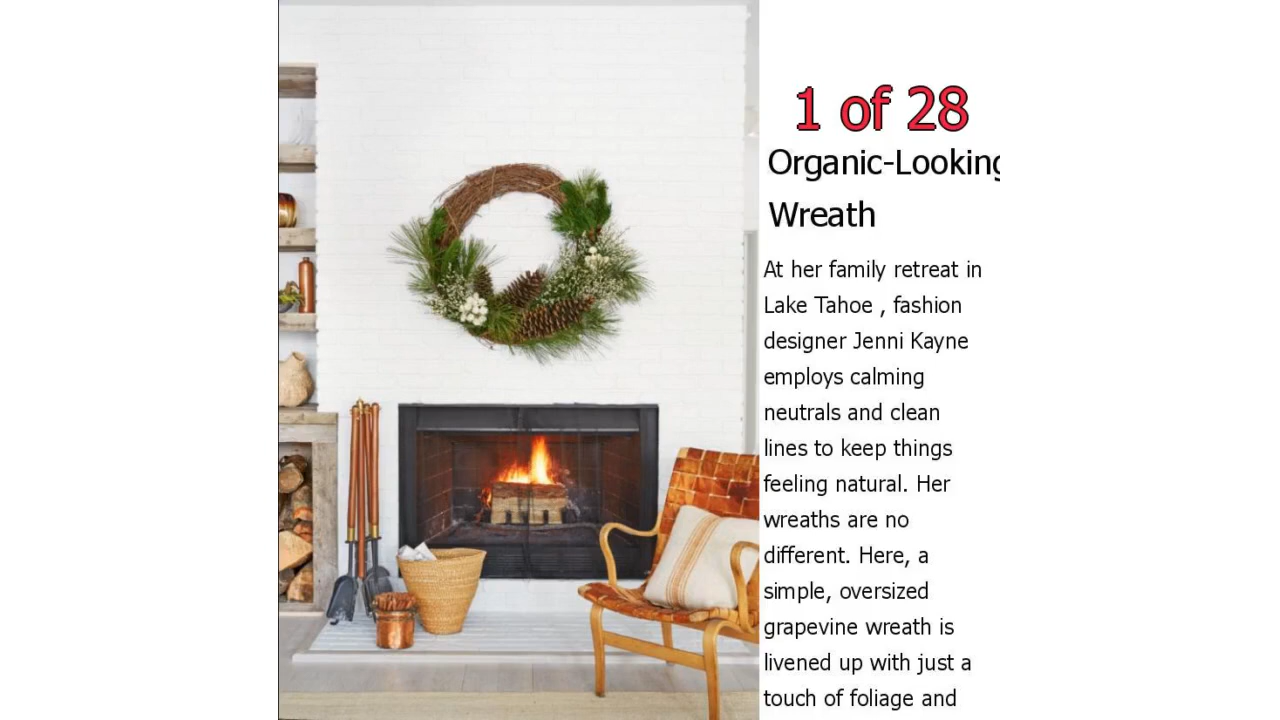 1 of 28
Organic-Looking
Wreath
At her family retreat in
Lake Tahoe , fashion
designer Jenni Kayne
employs calming
neutrals and clean
lines to keep things
feeling natural. Her
wreaths are no
different. Here, a
simple, oversized
grapevine wreath is
livened up with just a
touch of foliage and